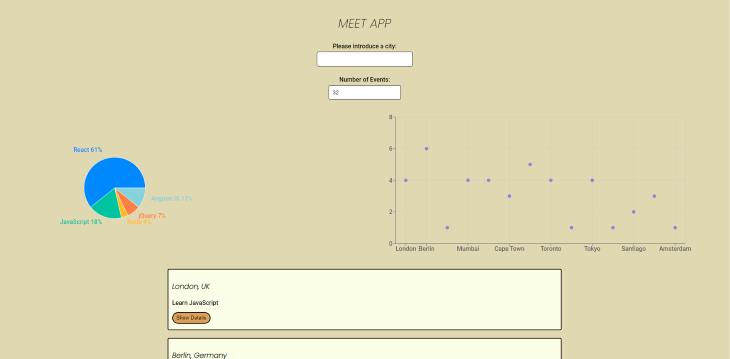 MEET APP
Please introduce a city:
Number of Events:
32
React 61%
AngularJS 11%
jQuery 7%
Node 4%
JavaScript 18%
8
6
4
2
0
London Berlin Mumbai Cape Town Toronto Tokyo Santiago Amsterdam
London, UK
Learn JavaScript
Show Details
Berlin, Germany